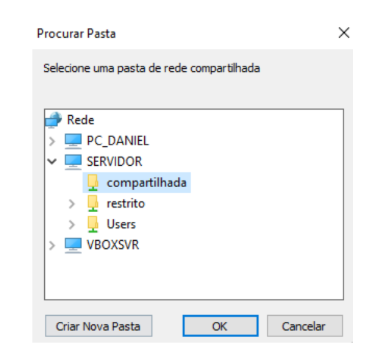 Procurar Pasta
Selecione uma pasta de rede compartilhada
Rede
PC_DANIEL
SERVIDOR
compartilhada
restrito
Users
VBOXSVR
Criar Nova Pasta OK Cancelar